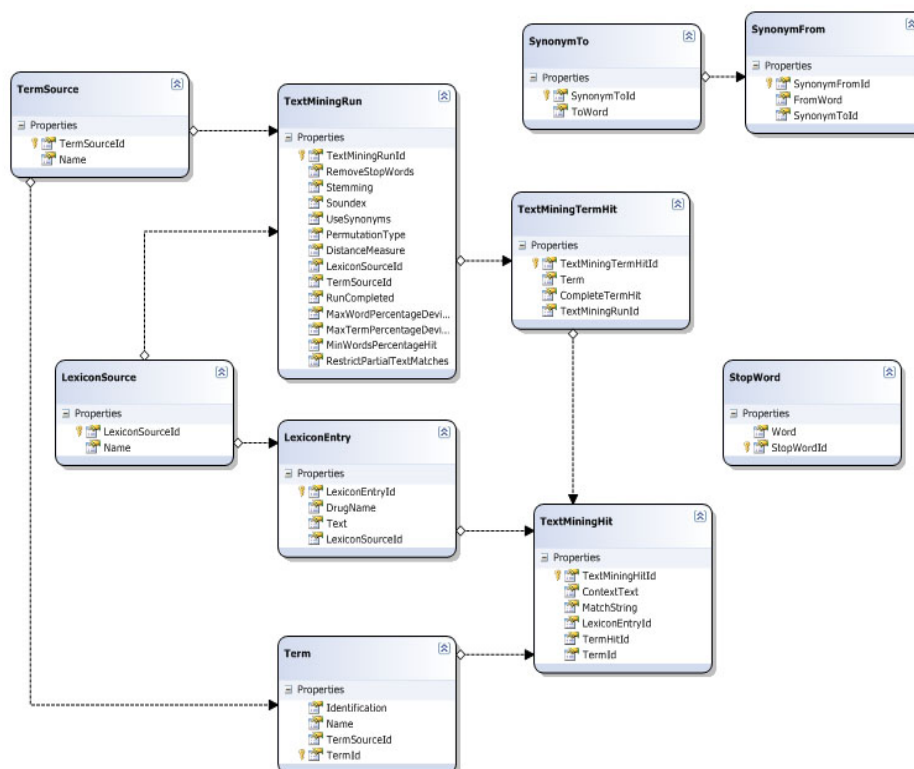 TermSource
Properties
TermSourceId
Name
TextMiningRun
Properties
TextMiningRunId
RemoveStopWords
Stemming
Soundex
UseSynonyms
PermutationType
DistanceMeasure
LexiconSourceId
TermSourceId
RunCompleted
MaxWordPercentageDevi...
MaxTermPercentageDevi...
MinWordsPercentageHit
RestrictPartialTextMatches
SynonymTo
Properties
SynonymToId
ToWord
SynonymFrom
Properties
SynonymFromId
FromWord
SynonymToId
TextMiningTermHit
Properties
TextMiningTermHitId
Term
CompleteTermHit
TextMiningRunId
LexiconSource
Properties
LexiconSourceId
Name
LexiconEntry
Properties
LexiconEntryId
DrugName
Text
LexiconSourceId
StopWord
Properties
Word
StopWordId
TextMiningHit
Properties
TextMiningHitId
ContextText
MatchString
LexiconEntryId
TermHitId
TermId
Term
Properties
Identification
Name
TermSourceId
TermId